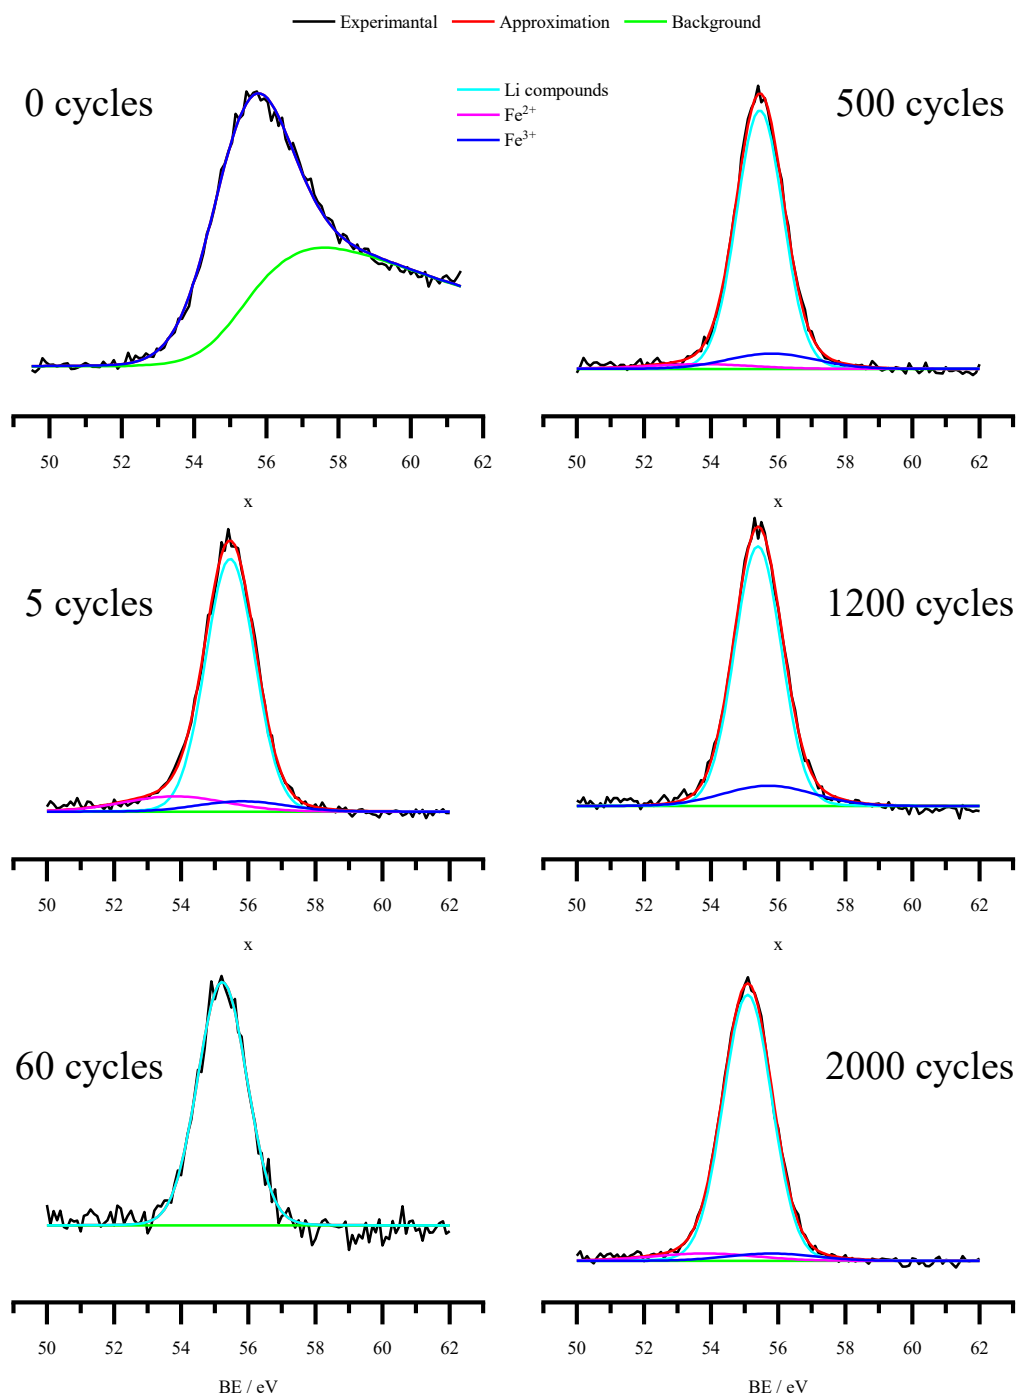 Experimantal Approximation Background
0 cycles
Li compounds
Fe²⁺
Fe³⁺
500 cycles
50 52 54 56 58 60 62
x
50 52 54 56 58 60 62
x
5 cycles
1200 cycles
50 52 54 56 58 60 62
x
50 52 54 56 58 60 62
x
60 cycles
2000 cycles
50 52 54 56 58 60 62
BE / eV
50 52 54 56 58 60 62
BE / eV